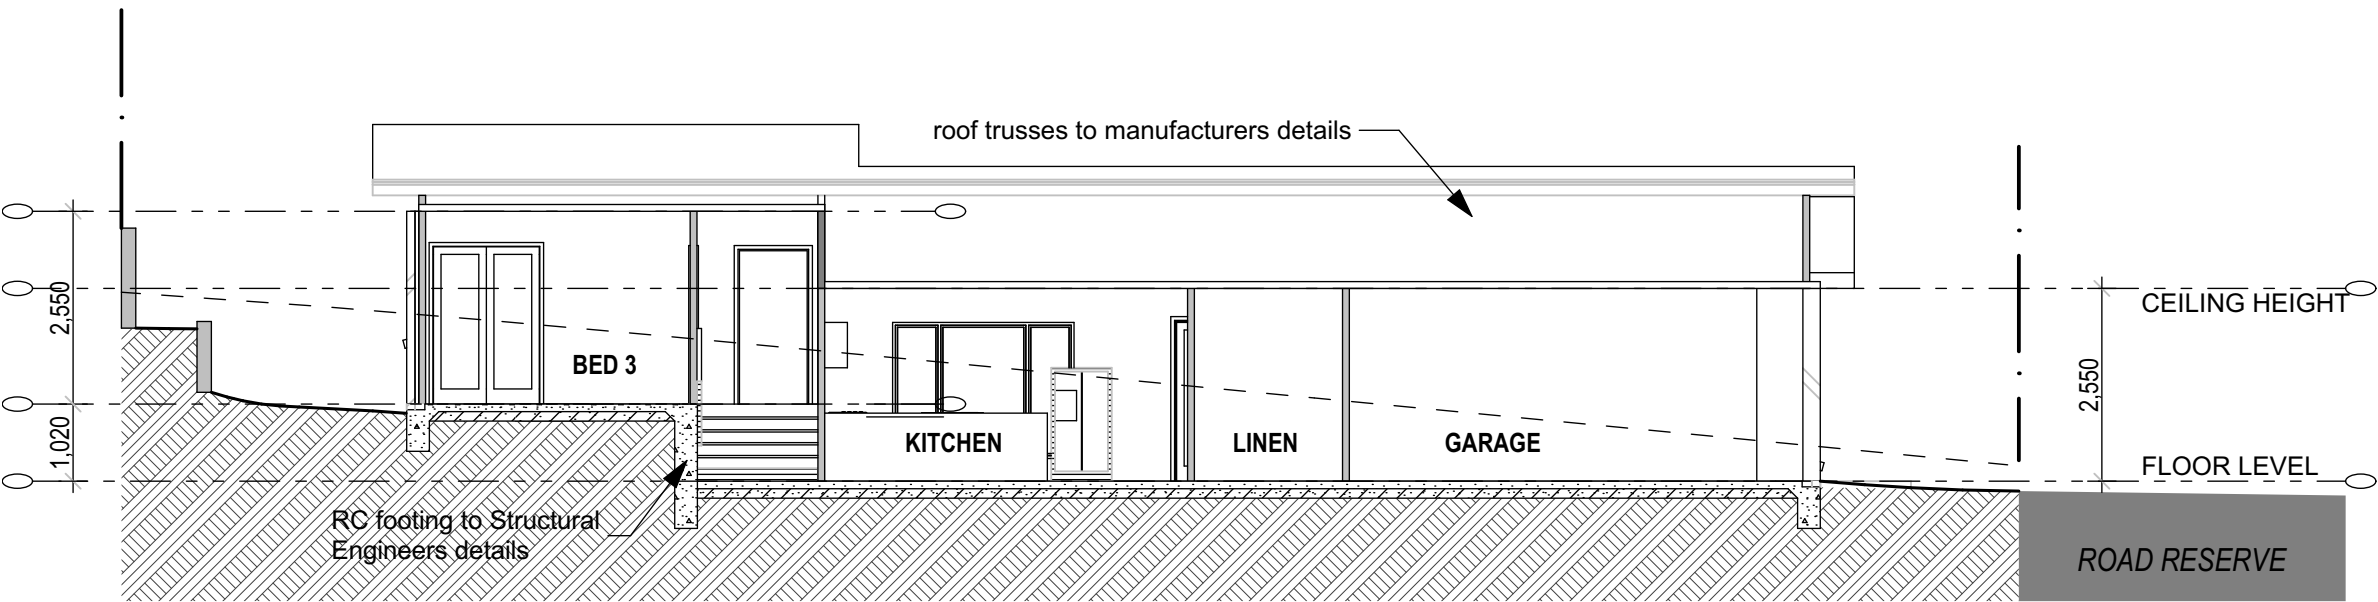 roof trusses to manufacturers details
2,550
CEILING HEIGHT
BED 3
2,550
1,020
KITCHEN
LINEN
GARAGE
FLOOR LEVEL
RC footing to Structural
Engineers details
ROAD RESERVE